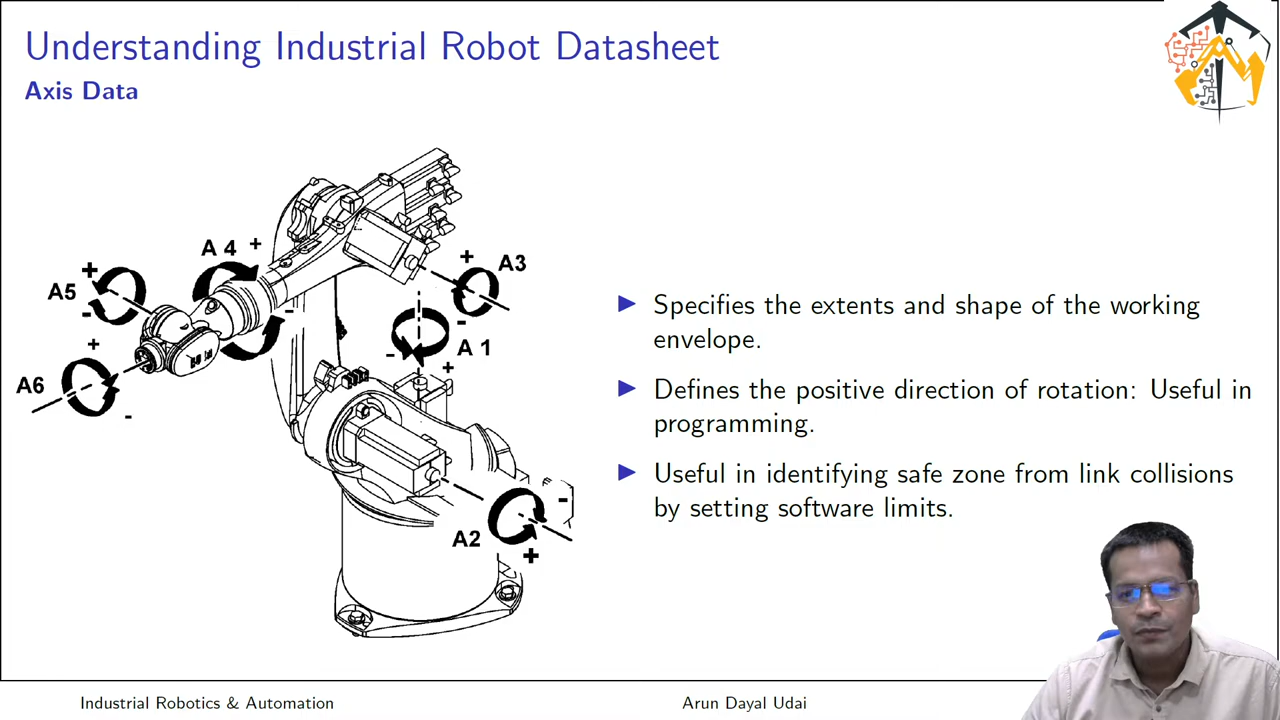 Understanding Industrial Robot Datasheet
Axis Data
A 4 +
-
A5
+
-
A6
+
-
A3
+
-
A 1
-
+
A2
-
+
Specifies the extents and shape of the working
envelope.
Defines the positive direction of rotation: Useful in
programming.
Useful in identifying safe zone from link collisions
by setting software limits.
Industrial Robotics & Automation
Arun Dayal Udai